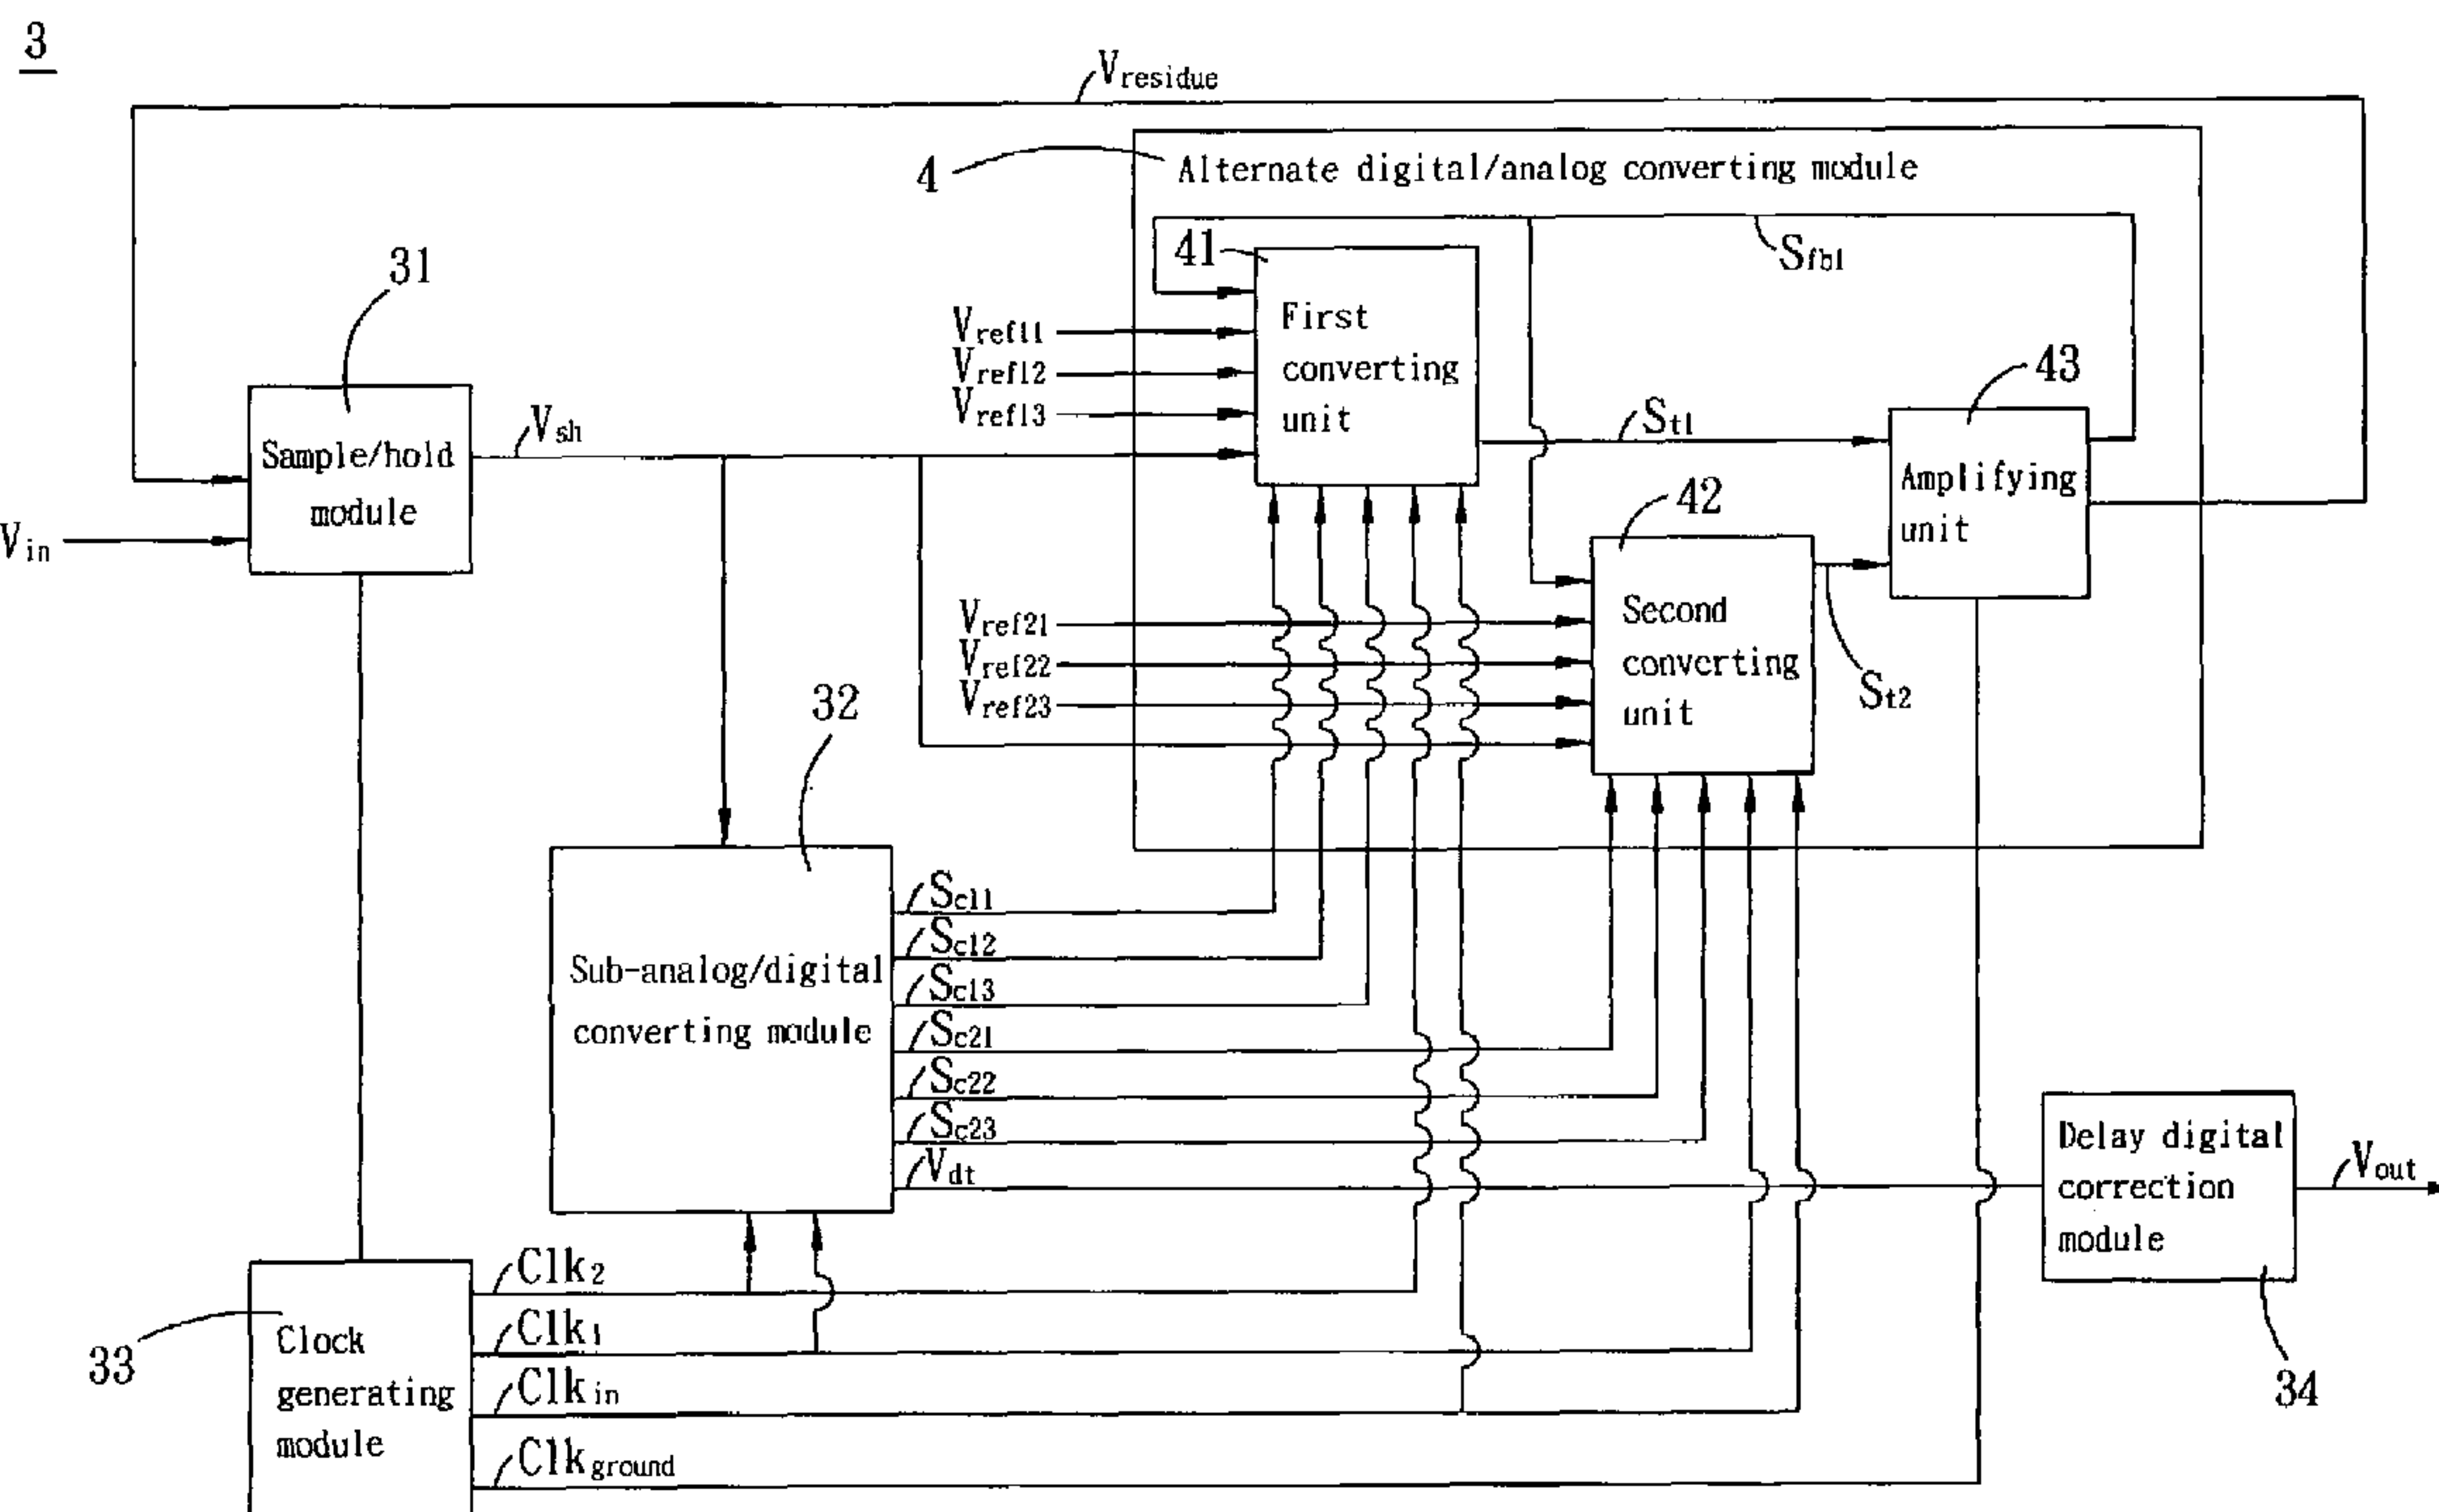 3
Vresidue
4
Alternate digital/analog converting module
41
Sfb1
31
First
converting
unit
Vref11
Vref12
Vref13
43
Vsh
St1
Sample/hold
module
Amplifying
unit
42
Vin
Second
converting
unit
Vref21
Vref22
Vref23
St2
32
Sc11
Sc12
Sub-analog/digital
converting module
Sc13
Sc21
Sc22
Sc23
Vdt
Delay digital
correction
module
Vout
Clk2
Clk1
33
Clock
generating
module
Clkin
34
Clkground